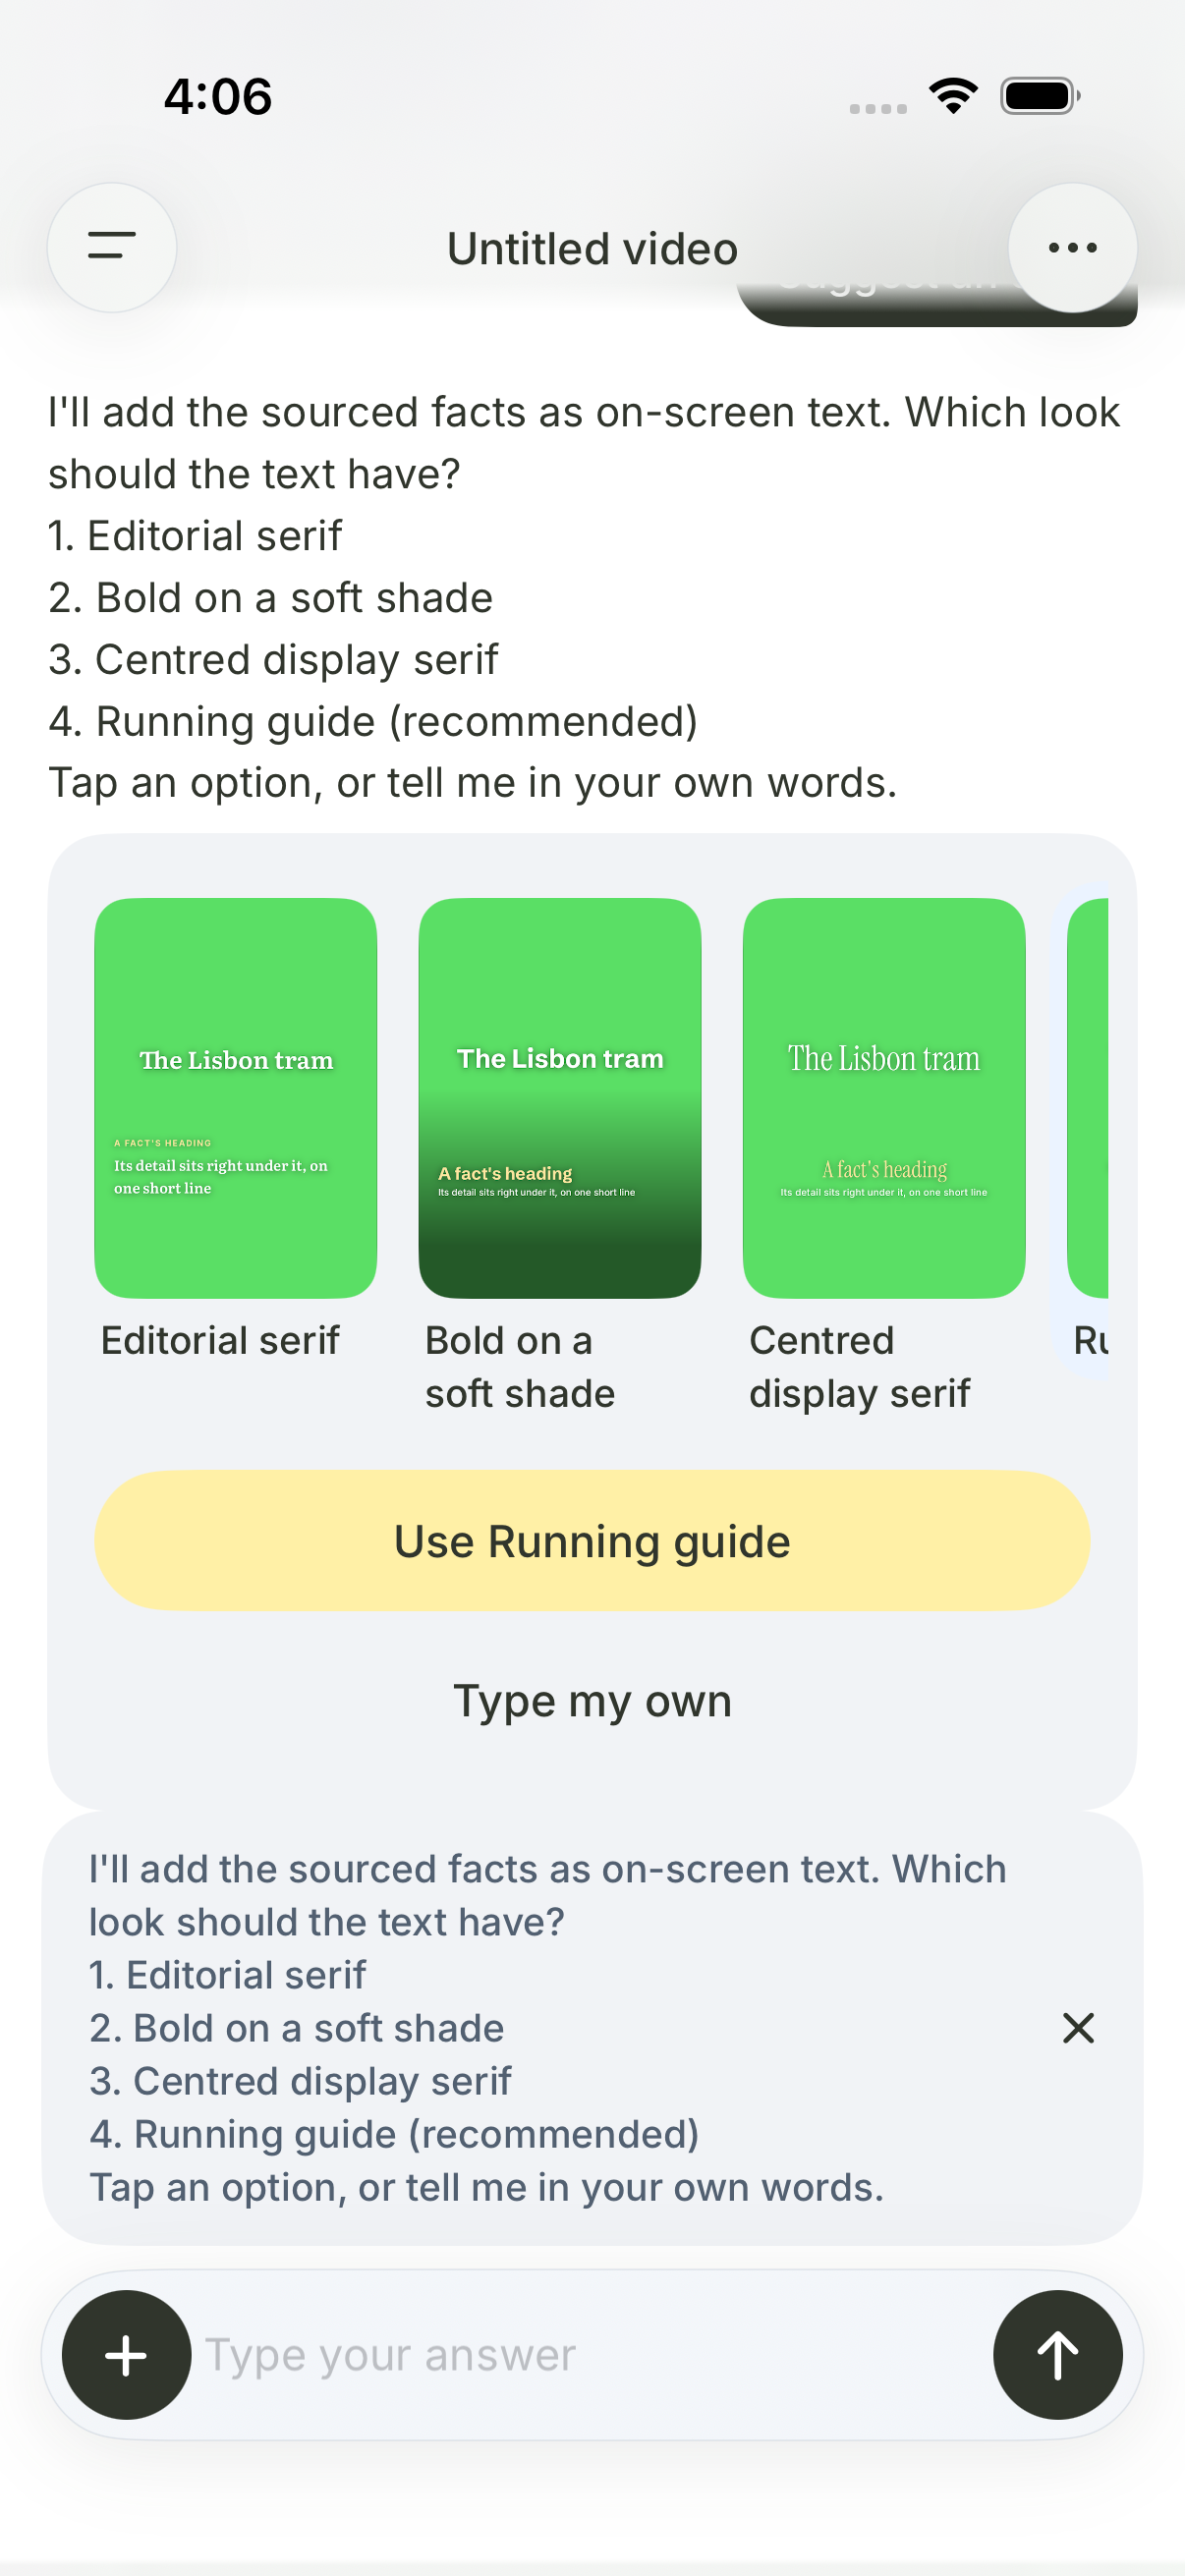 4:06
Untitled video
I'll add the sourced facts as on-screen text. Which look
should the text have?
1. Editorial serif
2. Bold on a soft shade
3. Centred display serif
4. Running guide (recommended)
Tap an option, or tell me in your own words.
The Lisbon tram
A FACT'S HEADING
Its detail sits right under it, on
one short line
Editorial serif
The Lisbon tram
A fact's heading
Its detail sits right under it, on one short line
Bold on a
soft shade
The Lisbon tram
A fact's heading
Its detail sits right under it, on one short line
Centred
display serif
Use Running guide
Type my own
I'll add the sourced facts as on-screen text. Which
look should the text have?
1. Editorial serif
2. Bold on a soft shade
3. Centred display serif
4. Running guide (recommended)
Tap an option, or tell me in your own words.
Type your answer